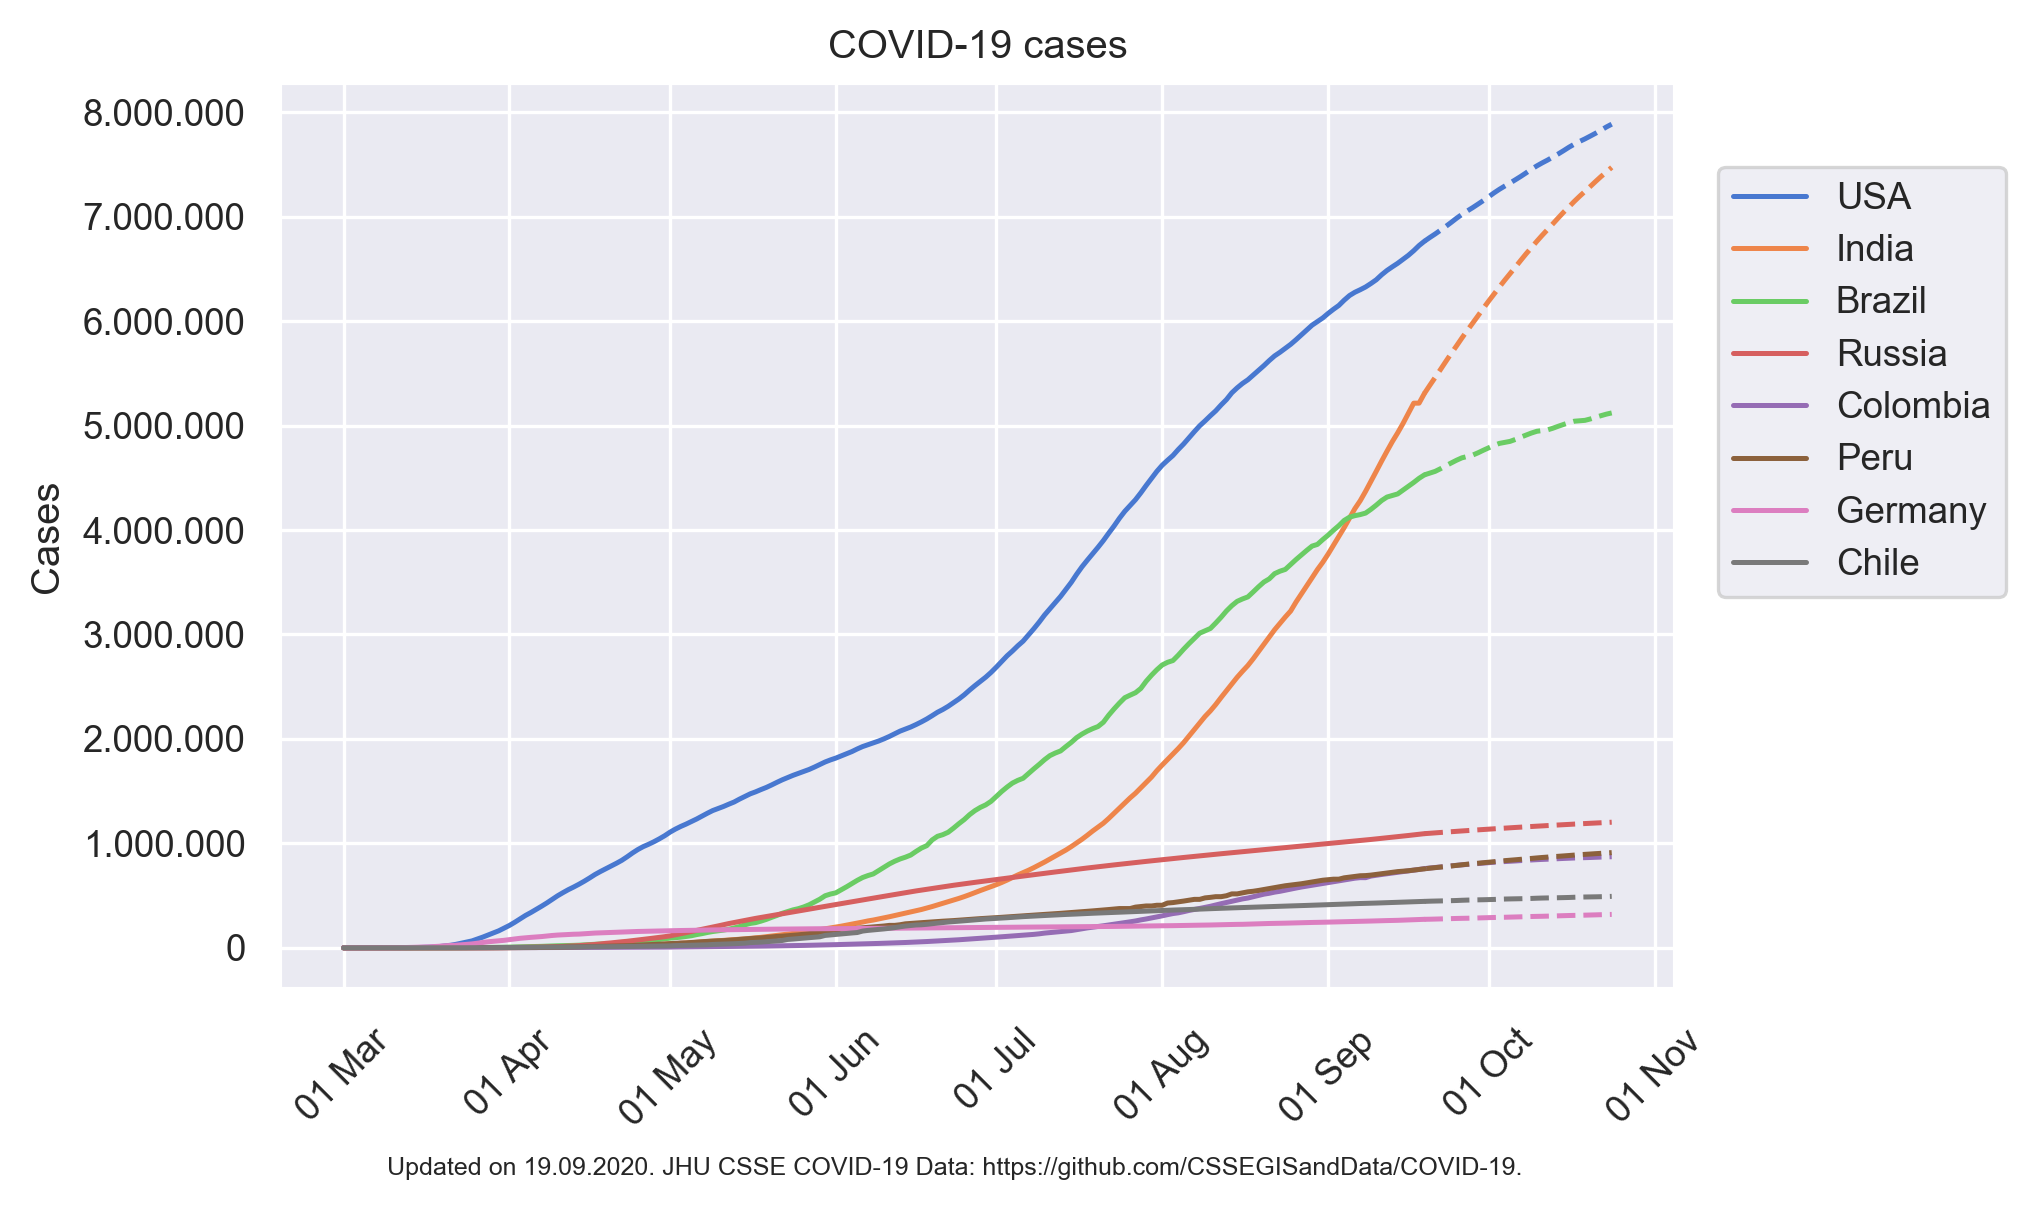 COVID-19 cases
8.000.000
7.000.000
6.000.000
5.000.000
4.000.000
3.000.000
2.000.000
1.000.000
0
Cases
01 Mar
01 Apr
01 May
01 Jun
01 Jul
01 Aug
01 Sep
01 Oct
01 Nov
USA
India
Brazil
Russia
Colombia
Peru
Germany
Chile
Updated on 19.09.2020. JHU CSSE COVID-19 Data: https://github.com/CSSEGISandData/COVID-19.